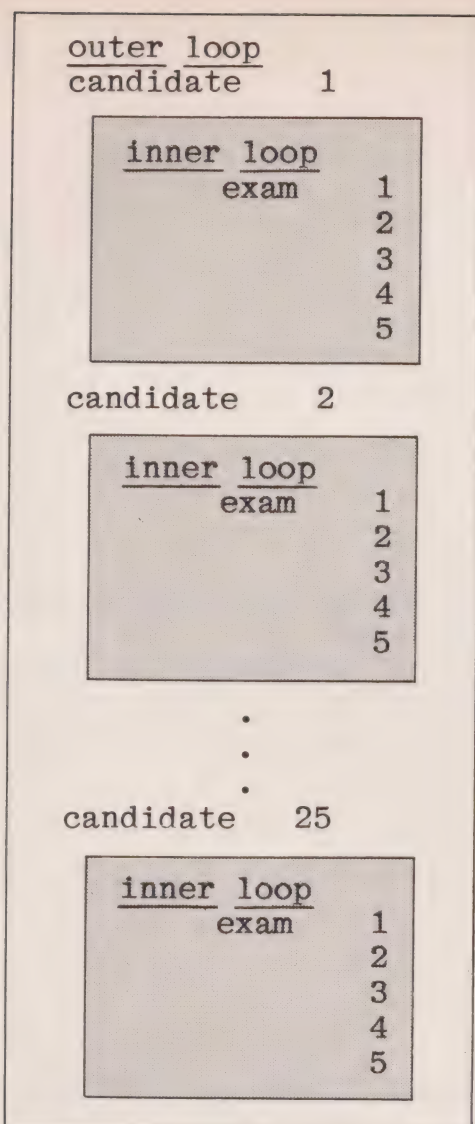 outer loop
candidate 1
inner loop
exam 1
2
3
4
5
candidate 2
inner loop
exam 1
2
3
4
5
.
.
.
candidate 25
inner loop
exam 1
2
3
4
5